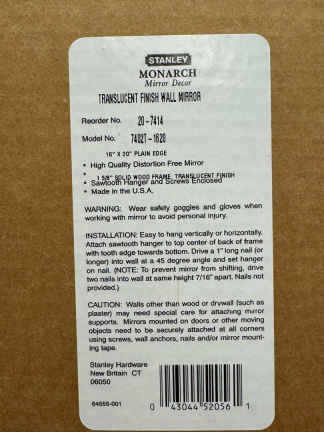 STANLEY
MONARCH
Mirror Decor
TRANSLUCENT FINISH WALL MIRROR
Reorder No. 20-7414
Model No. 7402T-1620
16" X 20" PLAIN EDGE
• High Quality Distortion Free Mirror
• 1 5/8" SOLID WOOD FRAME, TRANSLUCENT FINISH
• Sawtooth Hanger and Screws Enclosed
• Made in the U.S.A.
WARNING: Wear safety goggles and gloves when
working with mirror to avoid personal injury.
INSTALLATION: Easy to hang vertically or horizontally.
Attach sawtooth hanger to top center of back of frame
with tooth edge towards bottom. Drive a 1" long nail (or
longer) into wall at a 45 degree angle and set hanger
on nail. (NOTE: To prevent mirror from shifting, drive
two nails into wall at same height 7/16" apart. Nails not
provided.)
CAUTION: Walls other than wood or drywall (such as
plaster) may need special care for attaching mirror
supports. Mirrors mounted on doors or other moving
objects need to be securely attached at all corners
using screws, wall anchors, nails and/or mirror mount-
ing tape.
Stanley Hardware
New Britain CT
06050
64556-001
0 43044 52056 1